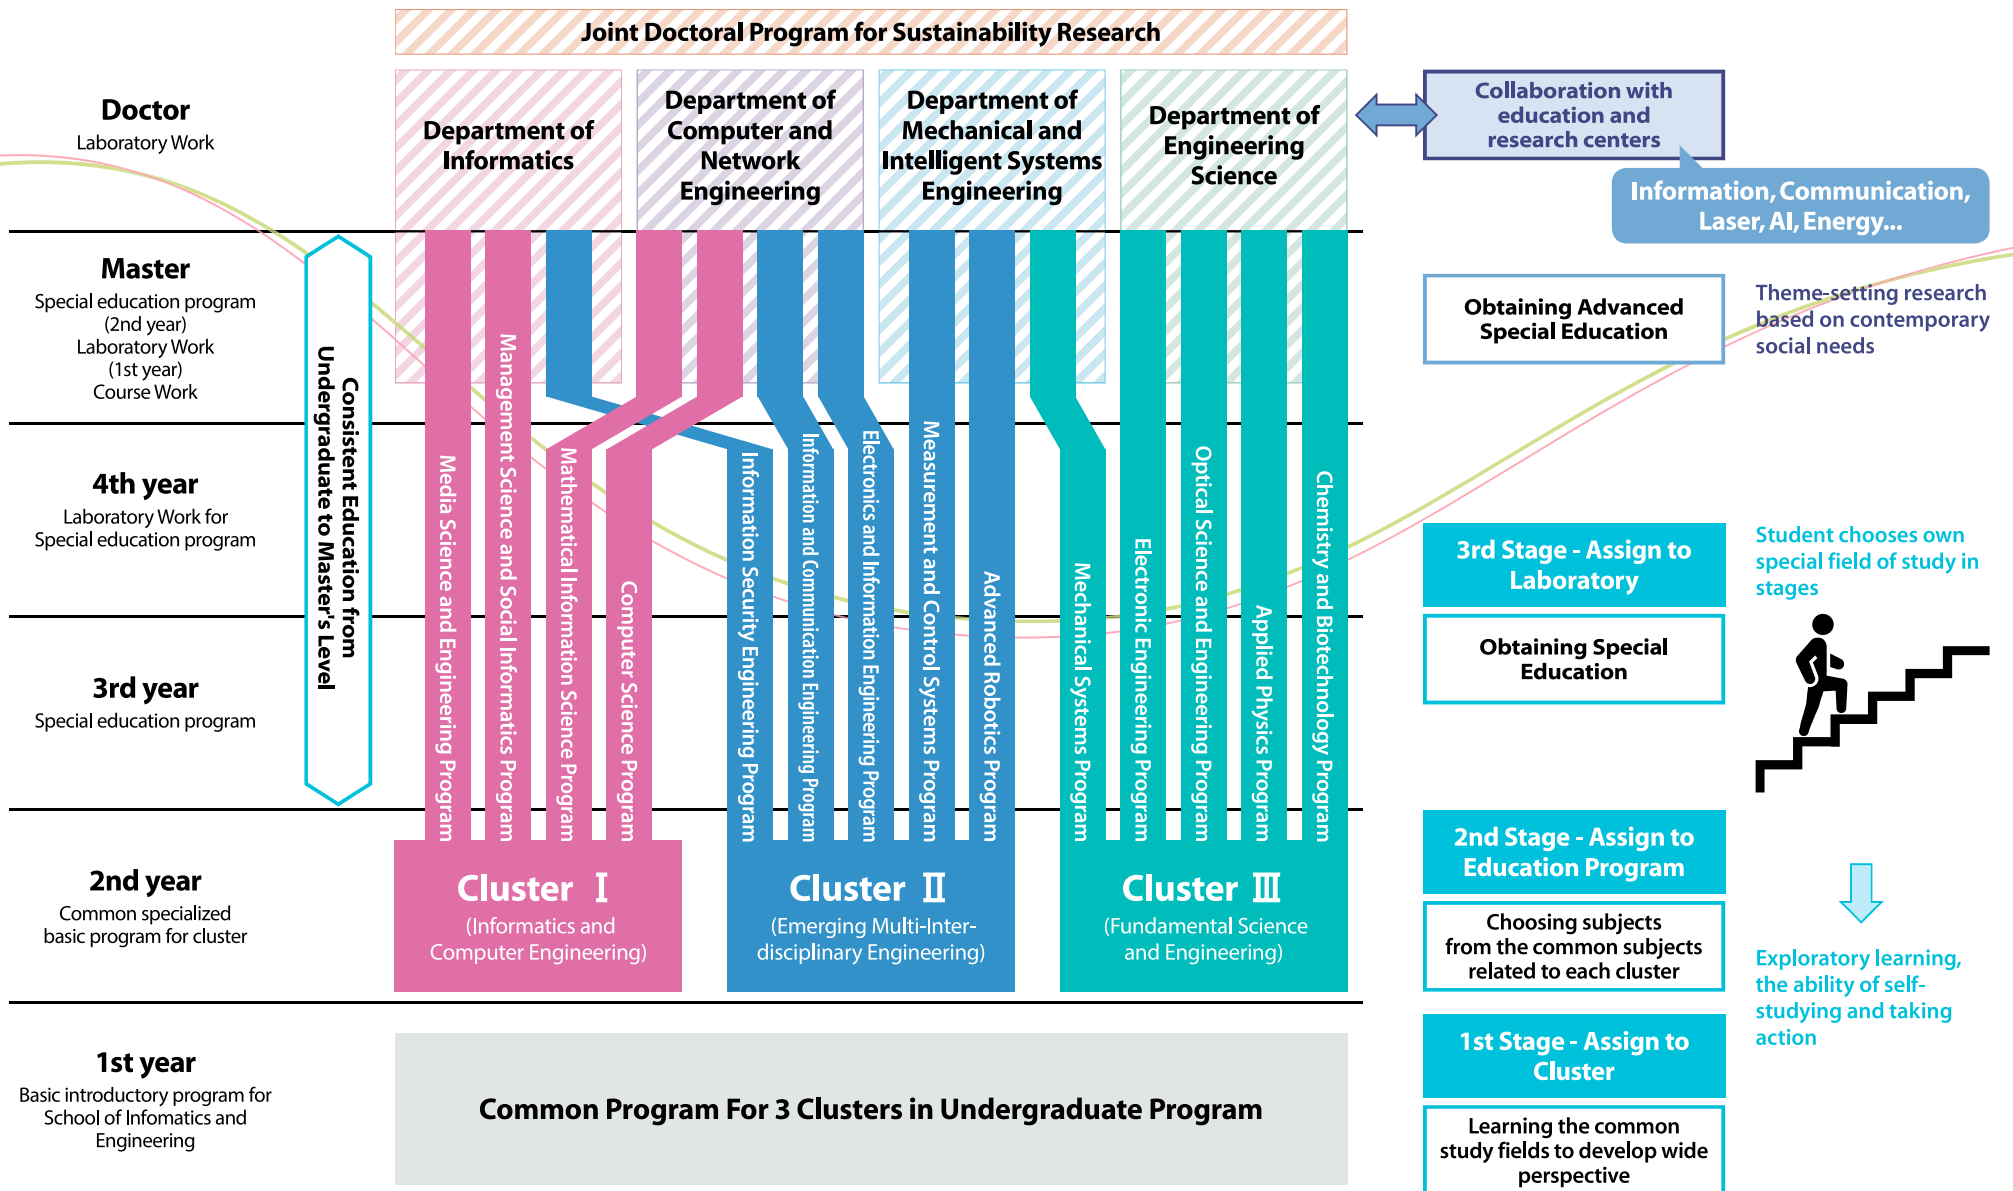 Joint Doctoral Program for Sustainability Research
Doctor
Laboratory Work
Department of
Informatics
Department of
Computer and
Network
Engineering
Department of
Mechanical and
Intelligent Systems
Engineering
Department of
Engineering
Science
Collaboration with
education and
research centers
Information, Communication,
Laser, AI, Energy...
Master
Special education program
(2nd year)
Laboratory Work
(1st year)
Course Work
Obtaining Advanced
Special Education
Theme-setting research
based on contemporary
social needs
Consistent Education from
Undergraduate to Master's Level
4th year
Laboratory Work for
Special education program
3rd year
Special education program
Media Science and Engineering Program
Management Science and Social Informatics Program
Mathematical Information Science Program
Computer Science Program
Information Security Engineering Program
Information and Communication Engineering Program
Electronics and Information Engineering Program
Measurement and Control Systems Program
Advanced Robotics Program
Mechanical Systems Program
Electronic Engineering Program
Optical Science and Engineering Program
Applied Physics Program
Chemistry and Biotechnology Program
3rd Stage - Assign to
Laboratory
Student chooses own
special field of study in
stages
Obtaining Special
Education
2nd year
Common specialized
basic program for cluster
Cluster Ⅰ
(Informatics and
Computer Engineering)
Cluster Ⅱ
(Emerging Multi-Inter-
disciplinary Engineering)
Cluster Ⅲ
(Fundamental Science
and Engineering)
2nd Stage - Assign to
Education Program
Choosing subjects
from the common subjects
related to each cluster
Exploratory learning,
the ability of self-
studying and taking
action
1st year
Basic introductory program for
School of Infomatics and
Engineering
Common Program For 3 Clusters in Undergraduate Program
1st Stage - Assign to
Cluster
Learning the common
study fields to develop wide
perspective